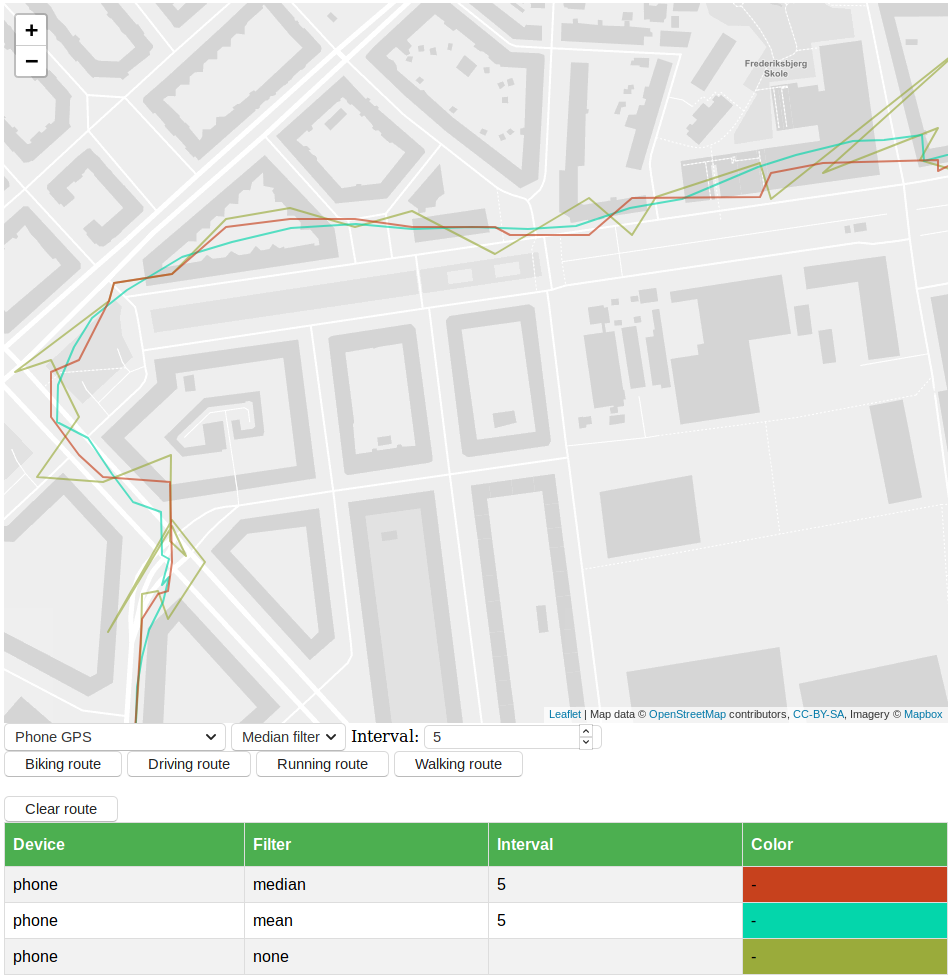 +
−
Frederiksbjerg
Skole
Leaflet | Map data © OpenStreetMap contributors, CC-BY-SA, Imagery © Mapbox
Phone GPS Median filter Interval: 5
Biking route Driving route Running route Walking route
Clear route
Device Filter Interval Color
phone median 5 -
phone mean 5 -
phone none -